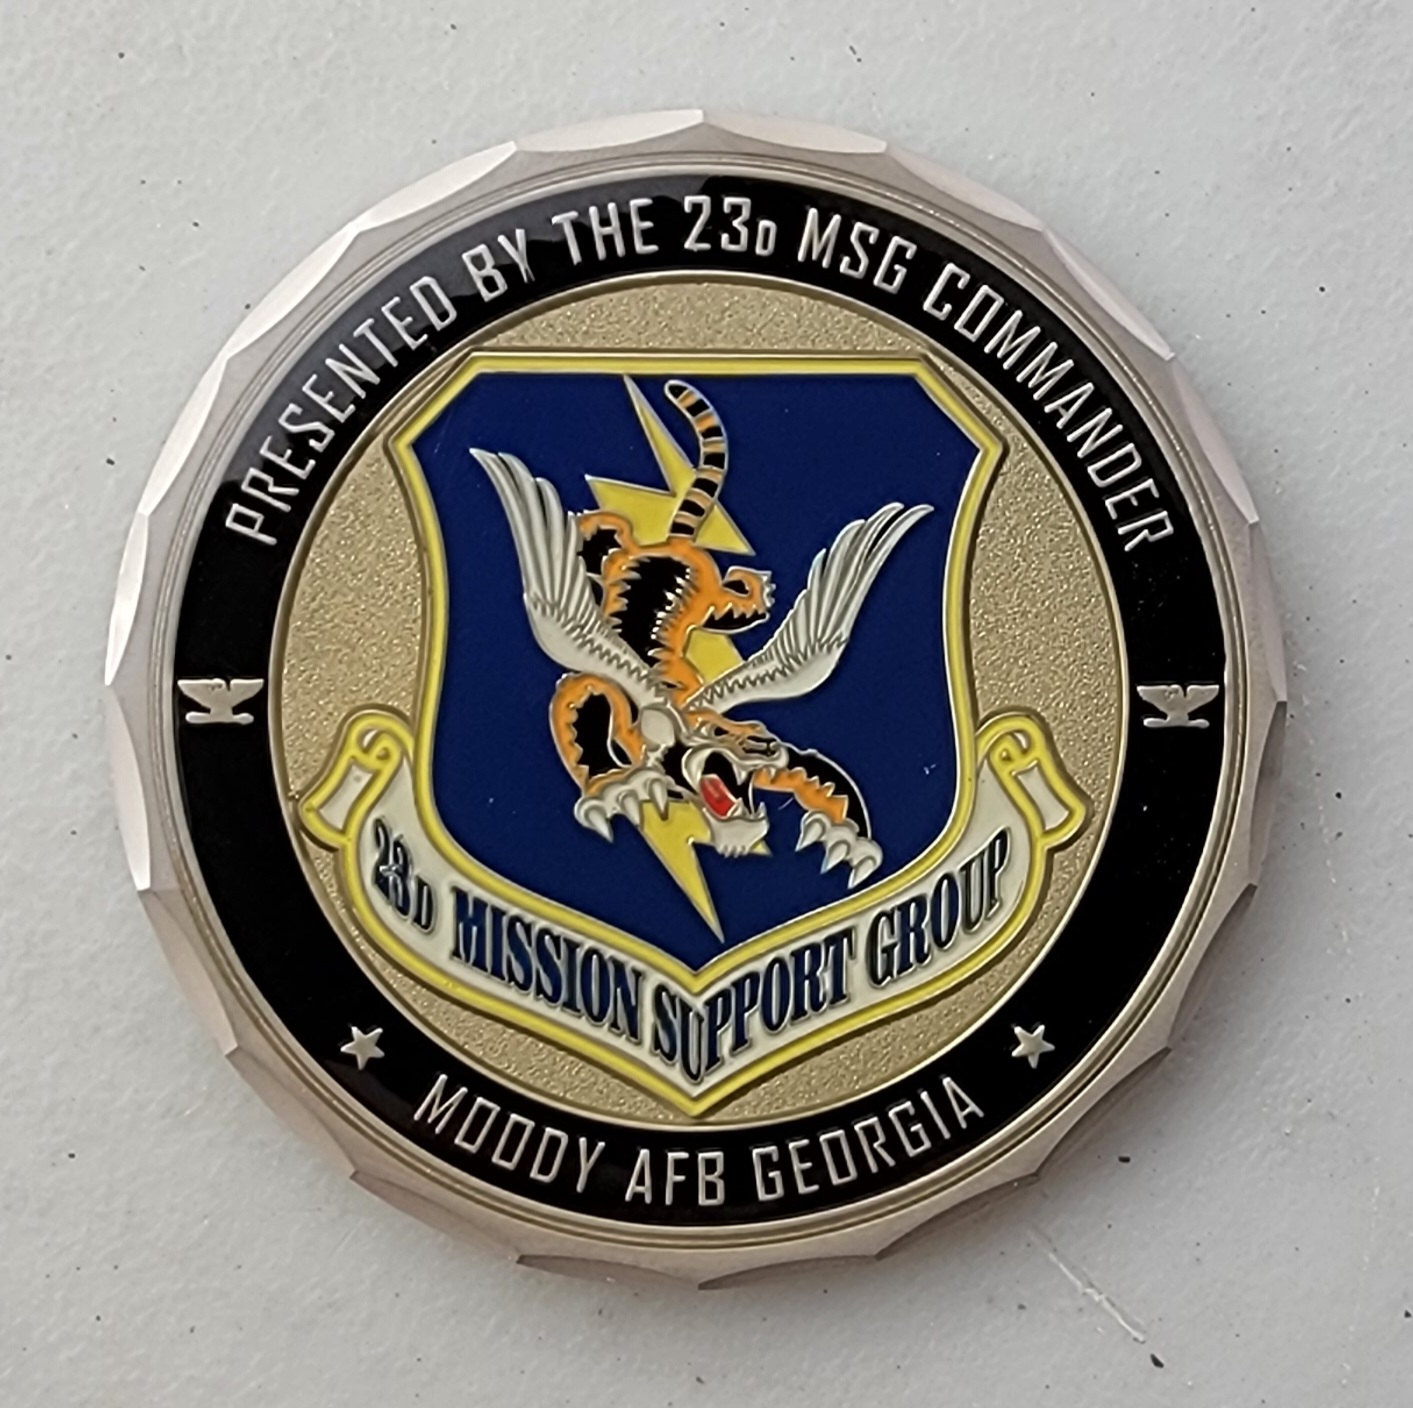 PRESENTED BY THE 23D MSG COMMANDER
23D MISSION SUPPORT GROUP
MOODY AFB GEORGIA